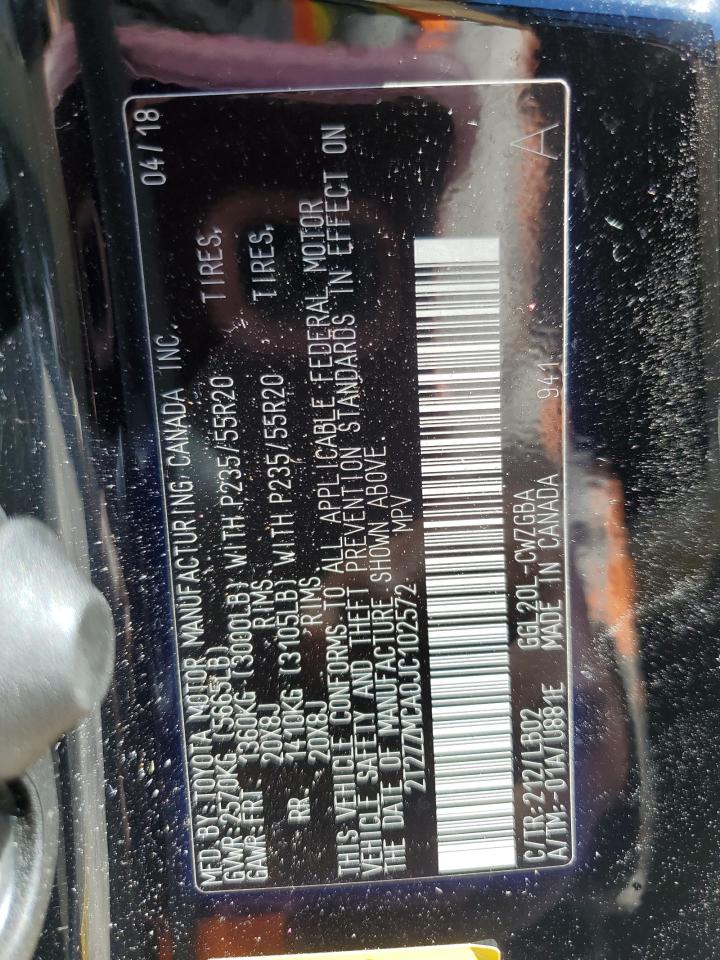 MFD.BY:TOYOTA MOTOR MANUFACTURING CANADA INC. 04/18
GVWR:2570KG (5665LB)
GAWR:FRT. 1360KG (3000LB) WITH P235/55R20 TIRES,
20X8J RIMS
RR. 1410KG (3105LB) WITH P235/55R20 TIRES,
20X8J RIMS
THIS VEHICLE CONFORMS TO ALL APPLICABLE FEDERAL MOTOR
VEHICLE SAFETY AND THEFT PREVENTION STANDARDS IN EFFECT ON
THE DATE OF MANUFACTURE SHOWN ABOVE.
2T2ZZMCA0JC102572 MPV
C/TR:212/LB02 GGL20L-CWZGBA
A/TM:-01A/U881E MADE IN CANADA 941 A